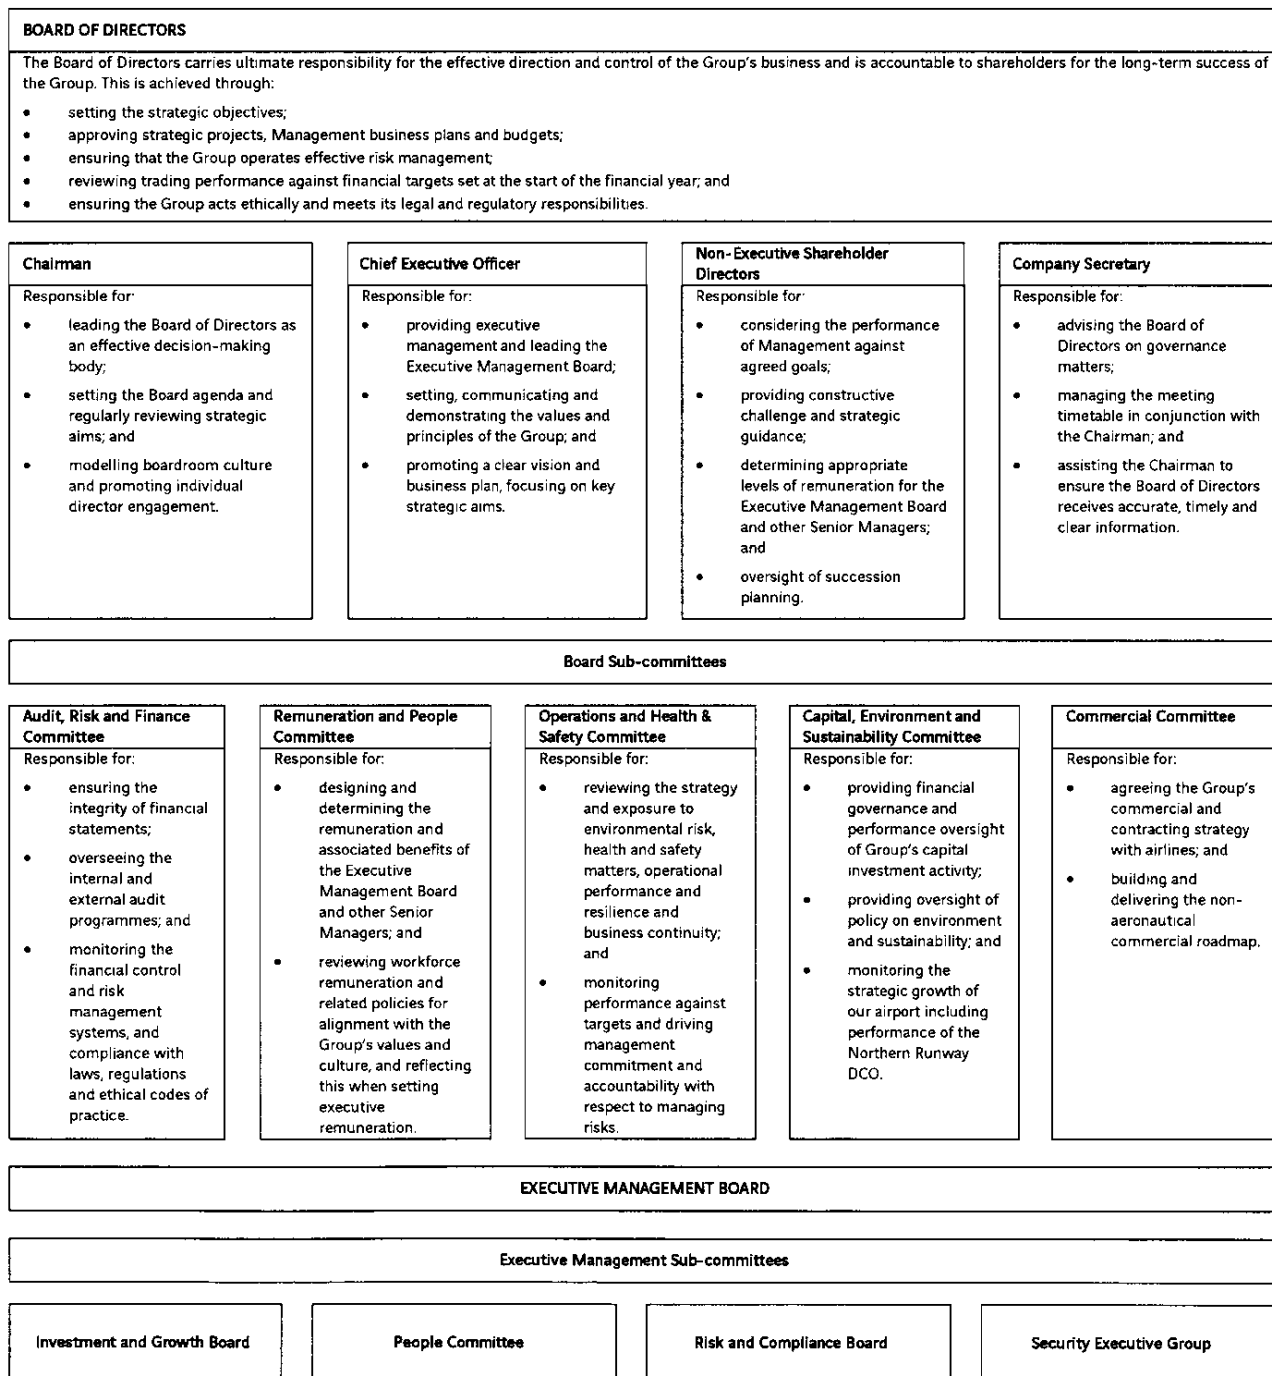 BOARD OF DIRECTORS
The Board of Directors carries ultimate responsibility for the effective direction and control of the Group's business and is accountable to shareholders for the long-term success of
the Group. This is achieved through:
• setting the strategic objectives;
• approving strategic projects, Management business plans and budgets;
• ensuring that the Group operates effective risk management;
• reviewing trading performance against financial targets set at the start of the financial year; and
• ensuring the Group acts ethically and meets its legal and regulatory responsibilities.
Chairman
Responsible for:
• leading the Board of Directors as
an effective decision-making
body;
• setting the Board agenda and
regularly reviewing strategic
aims; and
• modelling boardroom culture
and promoting individual
director engagement.
Chief Executive Officer
Responsible for:
• providing executive
management and leading the
Executive Management Board;
• setting, communicating and
demonstrating the values and
principles of the Group; and
• promoting a clear vision and
business plan, focusing on key
strategic aims.
Non-Executive Shareholder
Directors
Responsible for:
• considering the performance
of Management against
agreed goals;
• providing constructive
challenge and strategic
guidance;
• determining appropriate
levels of remuneration for the
Executive Management Board
and other Senior Managers;
and
• oversight of succession
planning.
Company Secretary
Responsible for:
• advising the Board of
Directors on governance
matters;
• managing the meeting
timetable in conjunction with
the Chairman; and
• assisting the Chairman to
ensure the Board of Directors
receives accurate, timely and
clear information.
Board Sub-committees
Audit, Risk and Finance
Committee
Responsible for:
• ensuring the
integrity of financial
statements;
• overseeing the
internal and
external audit
programmes; and
• monitoring the
financial control
and risk
management
systems, and
compliance with
laws, regulations
and ethical codes of
practice.
Remuneration and People
Committee
Responsible for:
• designing and
determining the
remuneration and
associated benefits of
the Executive
Management Board
and other Senior
Managers; and
• reviewing workforce
remuneration and
related policies for
alignment with the
Group's values and
culture, and reflecting
this when setting
executive
remuneration.
Operations and Health &
Safety Committee
Responsible for:
• reviewing the strategy
and exposure to
environmental risk,
health and safety
matters, operational
performance and
resilience and
business continuity;
and
• monitoring
performance against
targets and driving
management
commitment and
accountability with
respect to managing
risks.
Capital, Environment and
Sustainability Committee
Responsible for:
• providing financial
governance and
performance oversight
of Group's capital
investment activity;
• providing oversight of
policy on environment
and sustainability; and
• monitoring the
strategic growth of
our airport including
performance of the
Northern Runway
DCO.
Commercial Committee
Responsible for:
• agreeing the Group's
commercial and
contracting strategy
with airlines; and
• building and
delivering the non-
aeronautical
commercial roadmap.
EXECUTIVE MANAGEMENT BOARD
Executive Management Sub-committees
Investment and Growth Board
People Committee
Risk and Compliance Board
Security Executive Group